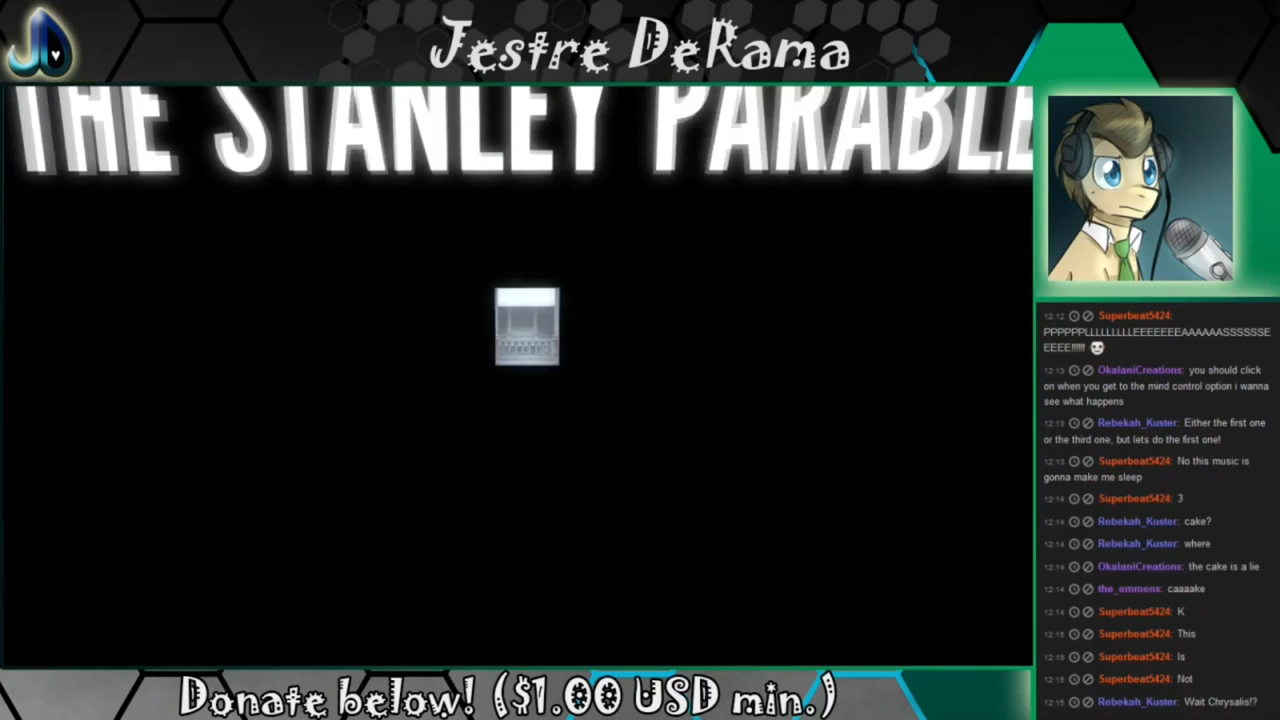 JD
Jestre DeRama
THE STANLEY PARABLE
12:12 Superbeat5424:
PPPPPPLLLLLLLLLEEEEEEEAAAAAASSSSSSE
EEEE!!!!!
12:13 OkalaniCreations: you should click
on when you get to the mind control option i wanna
see what happens
12:13 Rebekah_Kuster: Either the first one
or the third one, but lets do the first one!
12:13 Superbeat5424: No this music is
gonna make me sleep
12:14 Superbeat5424: 3
12:14 Rebekah_Kuster: cake?
12:14 Rebekah_Kuster: where
12:14 OkalaniCreations: the cake is a lie
12:14 the_emmens: caaaake
12:14 Superbeat5424: K
12:15 Superbeat5424: This
12:15 Superbeat5424: Is
12:15 Superbeat5424: Not
12:15 Rebekah_Kuster: Wait Chrysalis!?
Donate below! ($1.00 USD min.)